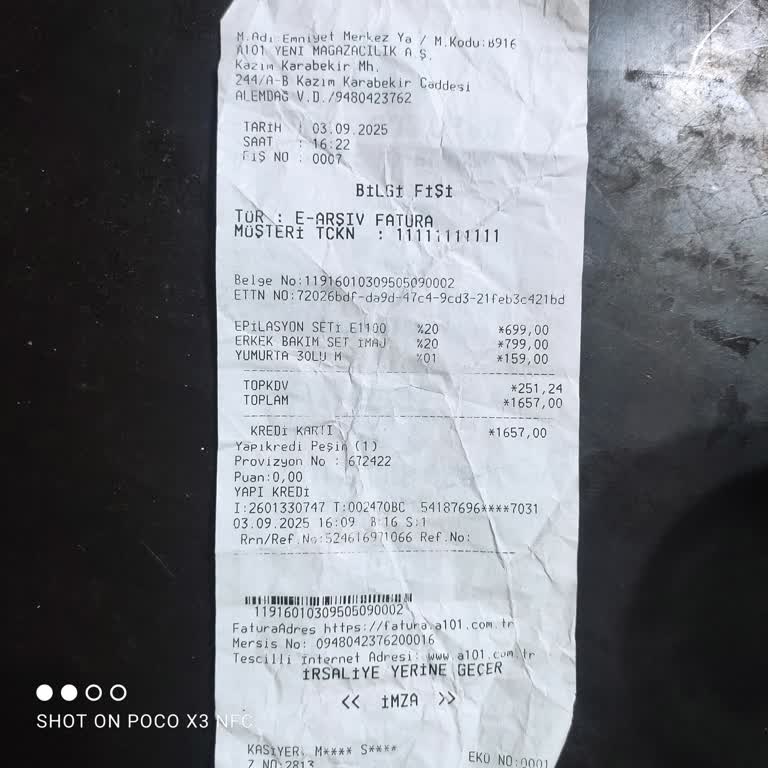 M.Adı Emniyet Merkez Ya / M.Kodu:B916
A101 YENİ MAĞAZACILIK A.Ş.
Kazım Karabekir Mh.
244/A-B Kazım Karabekir Caddesi
ALEMDAĞ V.D./9480423762
TARİH : 03.09.2025
SAAT : 16:22
FİŞ NO : 0007
BİLGİ FİŞİ
TÜR : E-ARŞİV FATURA
MÜŞTERİ TCKN : 11111111111
Belge No:11916010309505090002
ETTN NO:72026bdf-da9d-47c4-9cd3-21feb3c421bd
EPİLASYON SETİ E1100 %20 *699,00
ERKEK BAKIM SET İMAJ %20 *799,00
YUMURTA 30LU M %01 *159,00
TOPKDV *251,24
TOPLAM *1657,00
KREDİ KARTI *1657,00
Yapıkredi Peşin (1)
Provizyon No : 672422
Puan:0,00
YAPI KREDİ
I:2601330747 T:002470BC 54187696****7031
03.09.2025 16:09 B:16 S:1
Rrn/Ref.No:524616971066 Ref.No:
11916010309505090002
FaturaAdres https://fatura.a101.com.tr
Mersis No: 0948042376200016
Tescilli İnternet Adresi: www.a101.com.tr
İRSALİYE YERİNE GEÇER
<< İMZA >>
KASİYER: M**** S****
EKÜ NO:0001
Z NO:2813
SHOT ON POCO X3 NFC